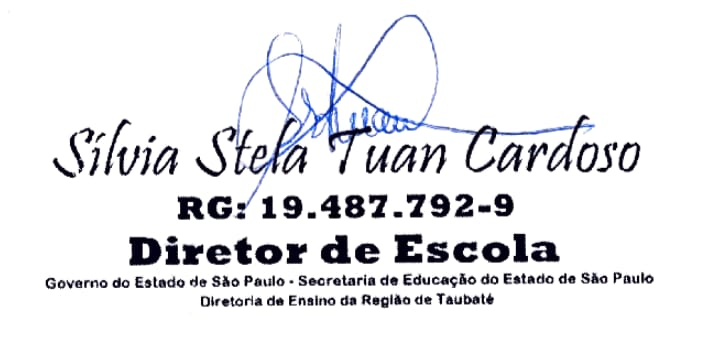 Silvia Stela Tuan Cardoso
RG: 19.487.792-9
Diretor de Escola
Governo do Estado de São Paulo - Secretaria de Educação do Estado de São Paulo
Diretoria de Ensino da Região de Taubaté